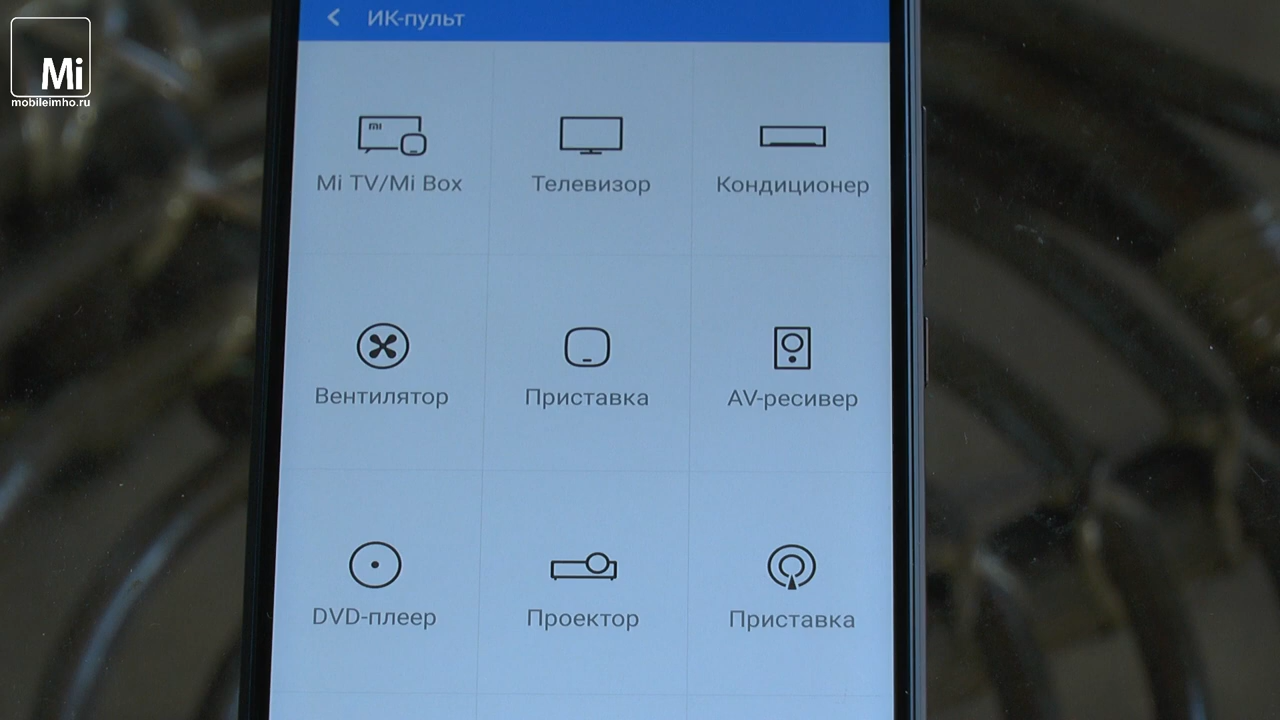 Mi
mobileimho.ru
ИК-пульт
mi
Mi TV/Mi Box
Телевизор
Кондиционер
Вентилятор
Приставка
AV-ресивер
DVD-плеер
Проектор
Приставка